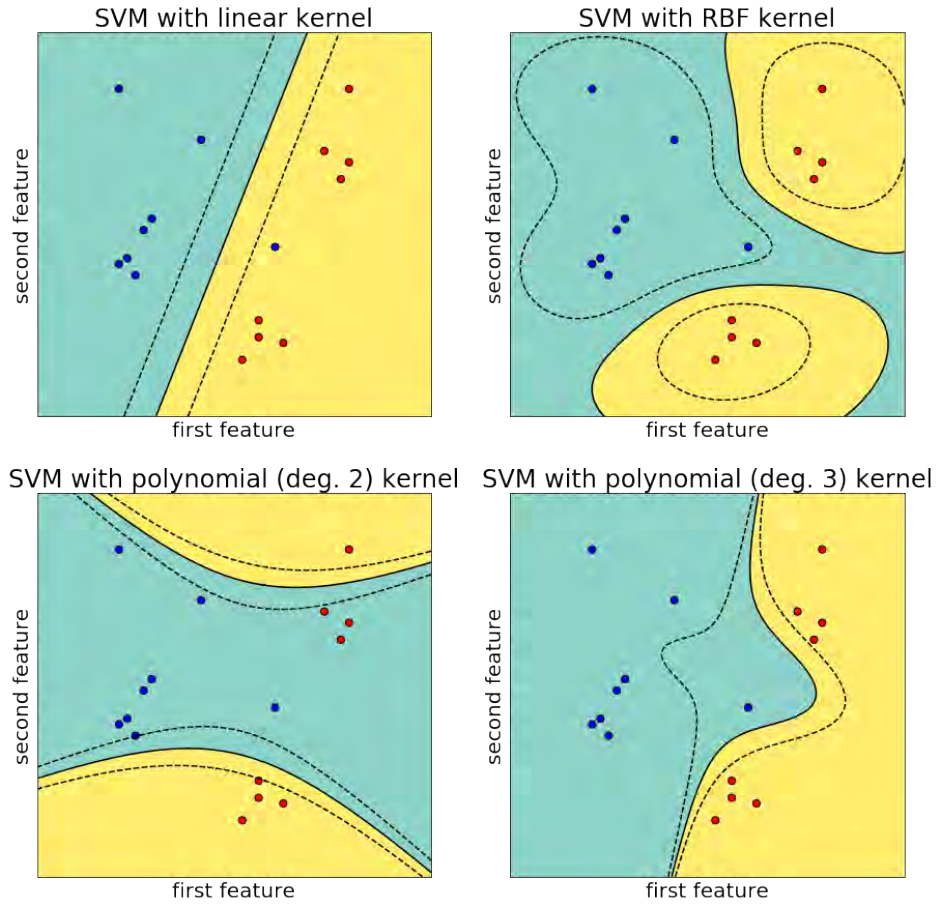 SVM with linear kernel
second feature
first feature
SVM with RBF kernel
second feature
first feature
SVM with polynomial (deg. 2) kernel
second feature
first feature
SVM with polynomial (deg. 3) kernel
second feature
first feature